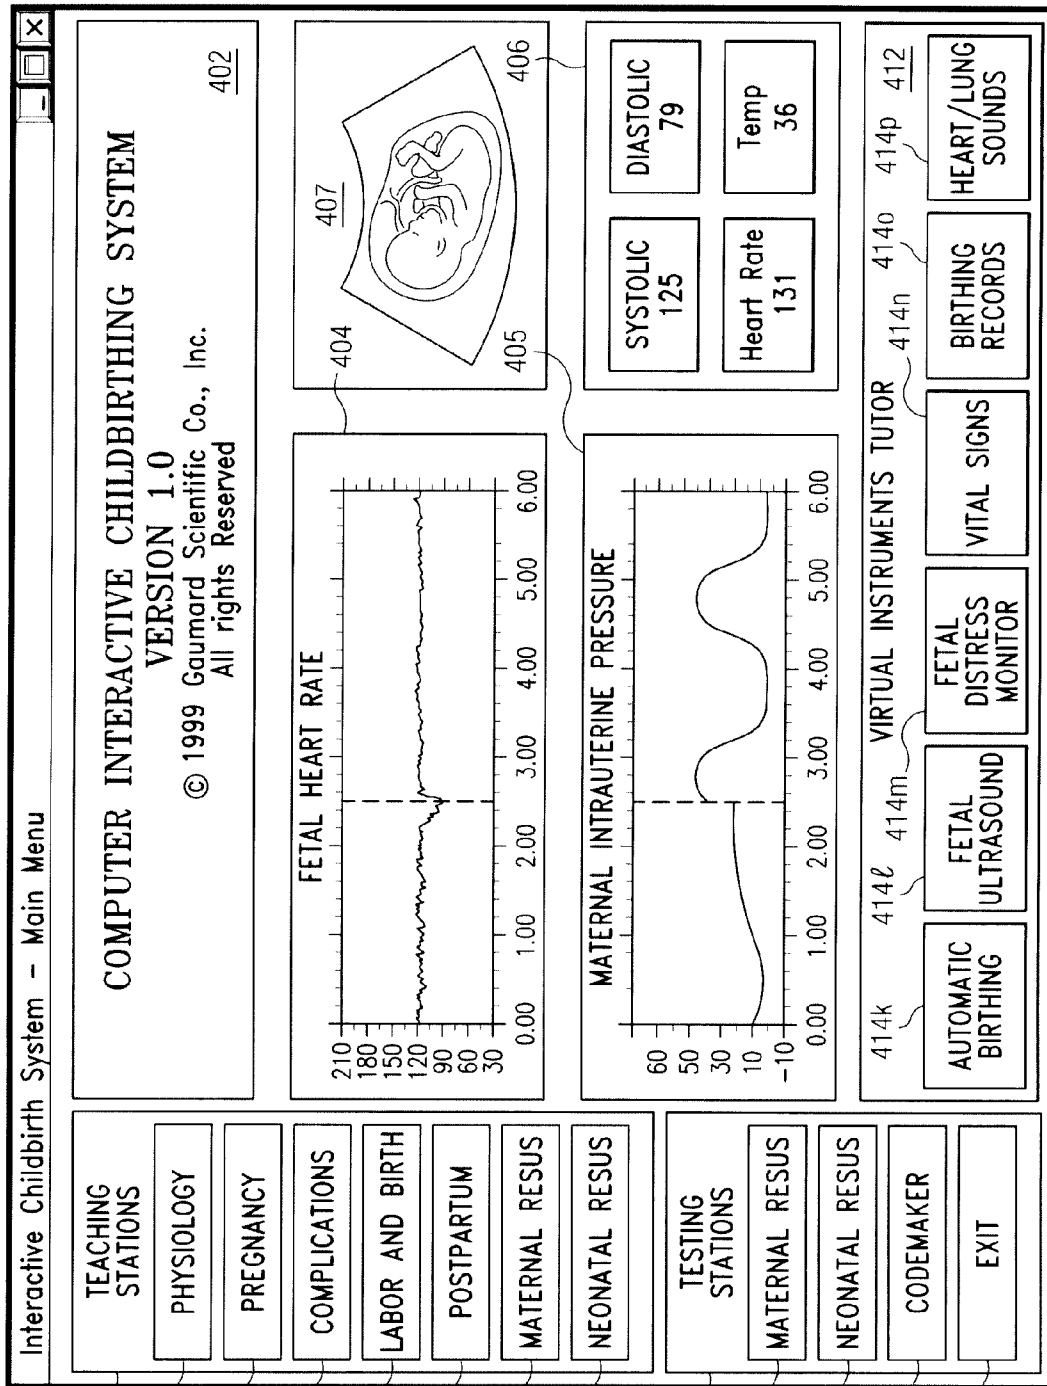 Interactive Childbirth System – Main Menu
TEACHING
STATIONS
PHYSIOLOGY
PREGNANCY
COMPLICATIONS
LABOR AND BIRTH
POSTPARTUM
MATERNAL RESUS
NEONATAL RESUS
TESTING
STATIONS
MATERNAL RESUS
NEONATAL RESUS
CODEMAKER
EXIT
COMPUTER INTERACTIVE CHILDBIRTHING SYSTEM
VERSION 1.0
© 1999 Gaumard Scientific Co., Inc.
All rights Reserved
402
FETAL HEART RATE
404
210
180
150
120
90
60
30
0.00 1.00 2.00 3.00 4.00 5.00 6.00
407
MATERNAL INTRAUTERINE PRESSURE
405
60
50
30
10
-10
0.00 1.00 2.00 3.00 4.00 5.00 6.00
406
SYSTOLIC
125
DIASTOLIC
79
Heart Rate
131
Temp
36
VIRTUAL INSTRUMENTS TUTOR
412
414k
AUTOMATIC
BIRTHING
414ℓ
FETAL
ULTRASOUND
414m
FETAL
DISTRESS
MONITOR
414n
VITAL SIGNS
414o
BIRTHING
RECORDS
414p
HEART/LUNG
SOUNDS